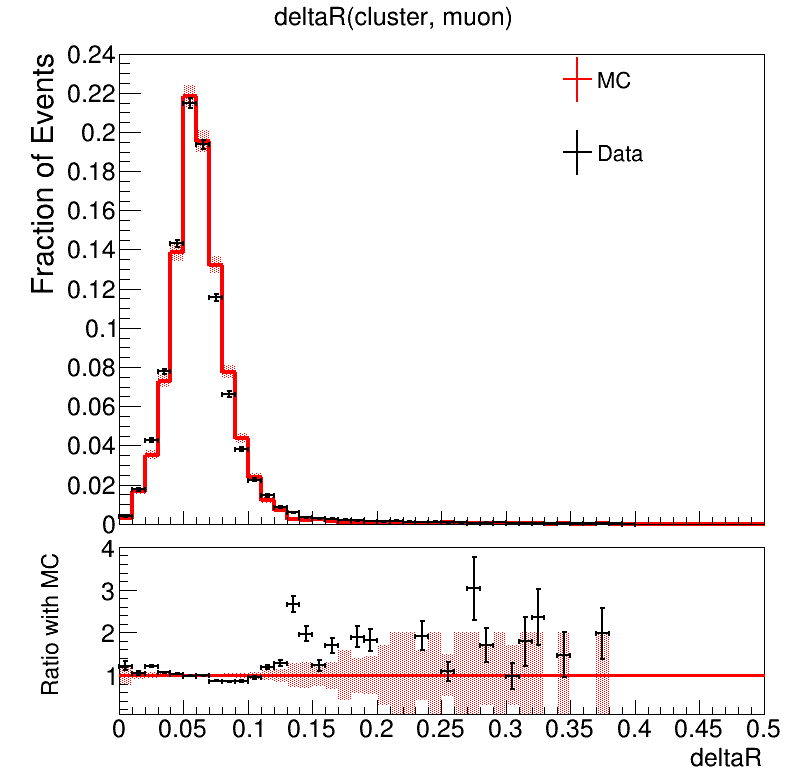 deltaR(cluster, muon)
Fraction of Events
0.24
0.22
0.2
0.18
0.16
0.14
0.12
0.1
0.08
0.06
0.04
0.02
0
MC
Data
Ratio with MC
4
3
2
1
0 0.05 0.1 0.15 0.2 0.25 0.3 0.35 0.4 0.45 0.5
deltaR